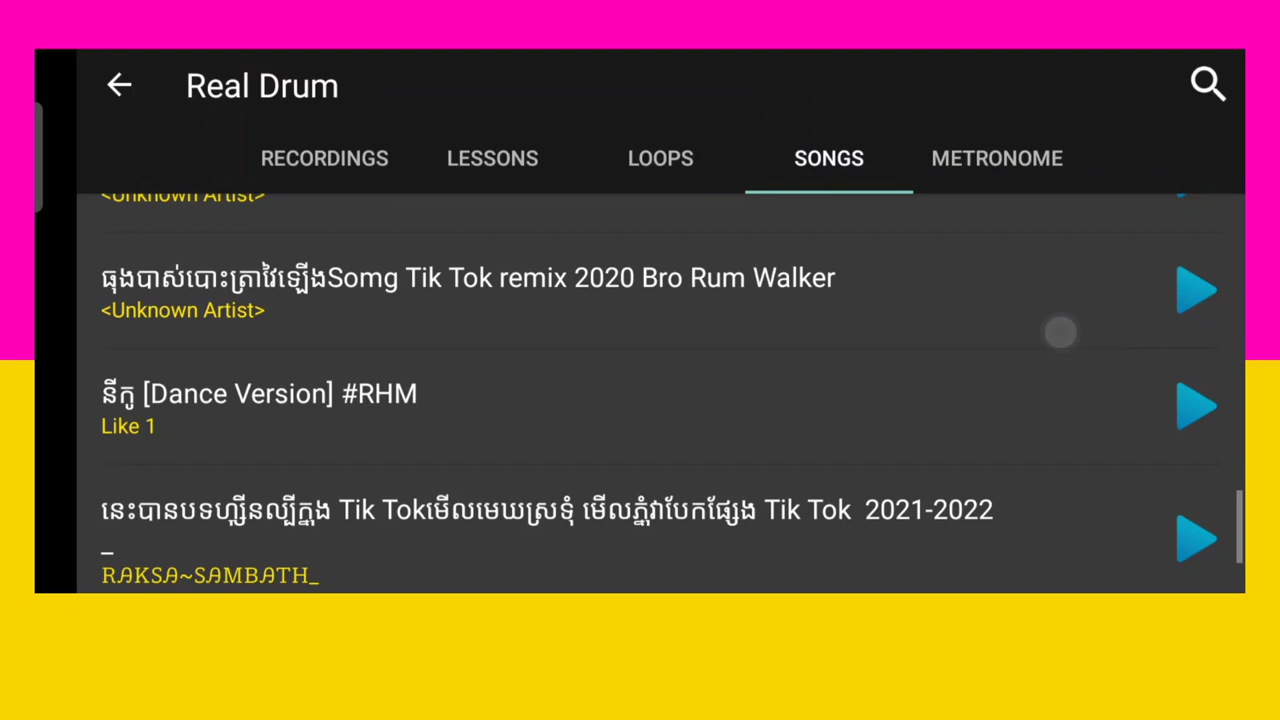 Real Drum
RECORDINGS LESSONS LOOPS SONGS METRONOME
<Unknown Artist>
ធុងបាស់បោះត្រាវៃឡើងSomg Tik Tok remix 2020 Bro Rum Walker
<Unknown Artist>
នីកូ [Dance Version] #RHM
Like 1
នេះបានបទហ្ស៊ីនល្បីក្នុង Tik Tokមើលមេឃស្រទុំ មើលភ្នំវាបែកផ្សែង Tik Tok 2021-2022
_
RAKSA~SAMBATH_